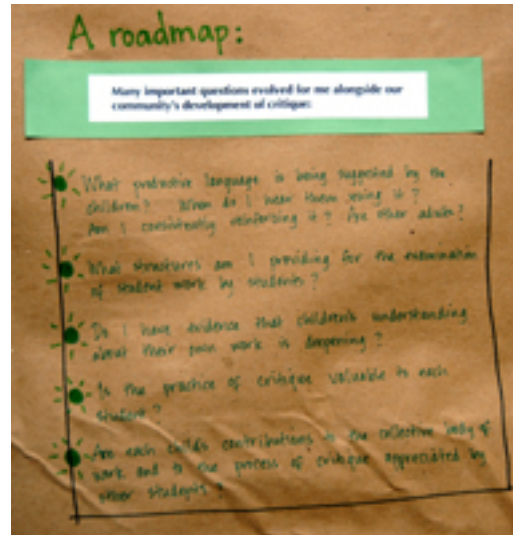 A roadmap:
Many important questions evolved for me alongside our
community's development of critique:
What productive language is being suggested by the
children? When do I hear them using it?
Am I consistently reinforcing it? Are other adults?
What structures am I providing for the examination
of student work by students?
Do I have evidence that children's understanding
about their own work is deepening?
Is the practice of critique valuable to each
student?
Are each child's contributions to the collective body of
work and to the process of critique appreciated by
other students?